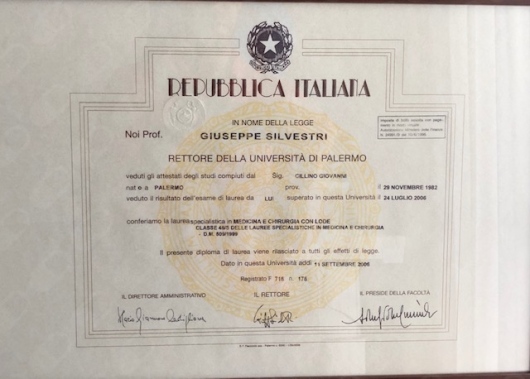 REPUBBLICA ITALIANA
IN NOME DELLA LEGGE
Noi Prof. GIUSEPPE SILVESTRI
RETTORE DELLA UNIVERSITÀ DI PALERMO
veduti gli attestati degli studi compiuti dal Sig. GILLINO GIOVANNI
nat o a PALERMO prov. il 29 NOVEMBRE 1982
veduto il risultato dell'esame di laurea da LUI superato in questa Università il 24 LUGLIO 2006
conferiamo la laurea specialistica in MEDICINA E CHIRURGIA CON LODE
CLASSE 46/S DELLE LAUREE SPECIALISTICHE IN MEDICINA E CHIRURGIA
- D.M. 509/1999
Il presente diploma di laurea viene rilasciato a tutti gli effetti di legge.
Dato in questa Università addì 11 SETTEMBRE 2006
Registrato F 716 n 176
IL DIRETTORE AMMINISTRATIVO IL RETTORE IL PRESIDE DELLA FACOLTÀ